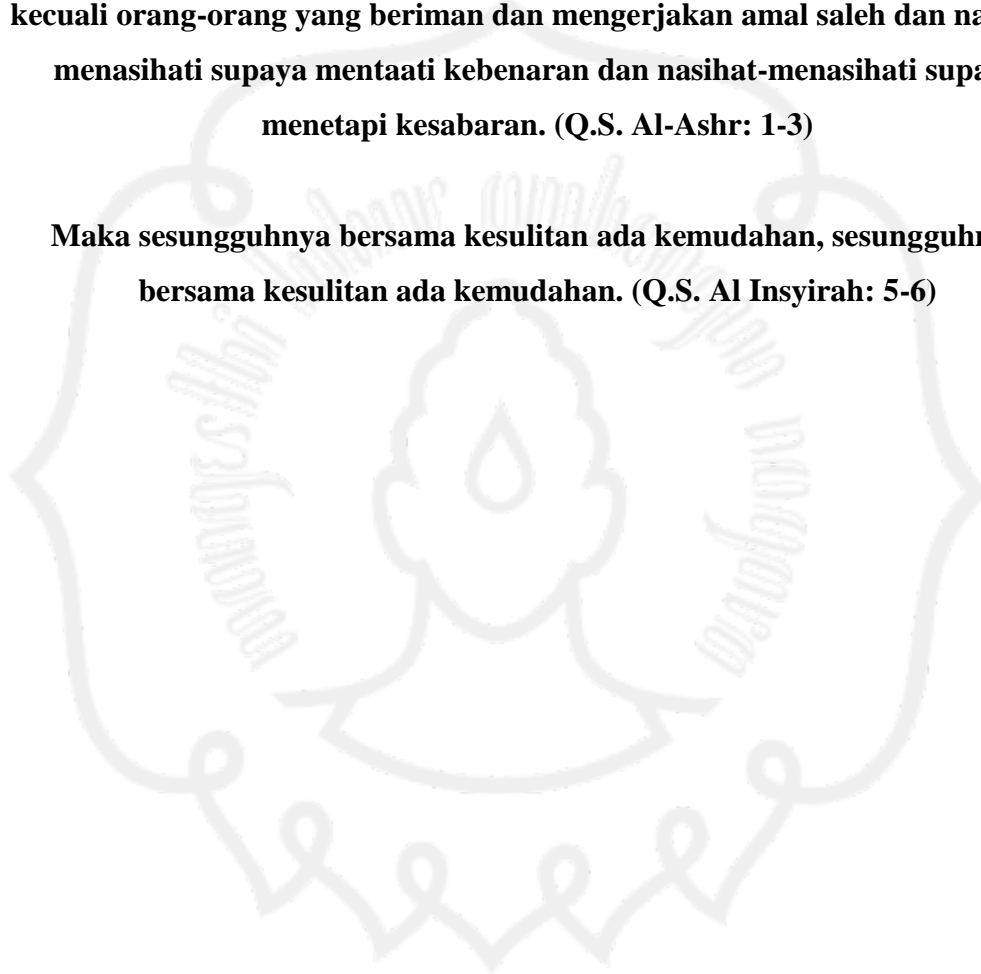 kecuali orang-orang yang beriman dan mengerjakan amal saleh dan na
menasihati supaya mentaati kebenaran dan nasihat-menasihati supa
menetapi kesabaran. (Q.S. Al-Ashr: 1-3)
Maka sesungguhnya bersama kesulitan ada kemudahan, sesungguh
bersama kesulitan ada kemudahan. (Q.S. Al Insyirah: 5-6)